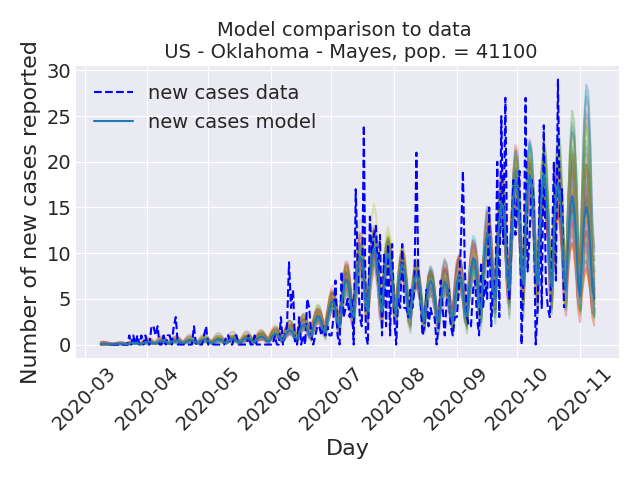 Model comparison to data
US - Oklahoma - Mayes, pop. = 41100
Number of new cases reported
30
25
20
15
10
5
0
new cases data
new cases model
2020-03
2020-04
2020-05
2020-06
2020-07
2020-08
2020-09
2020-10
2020-11
Day